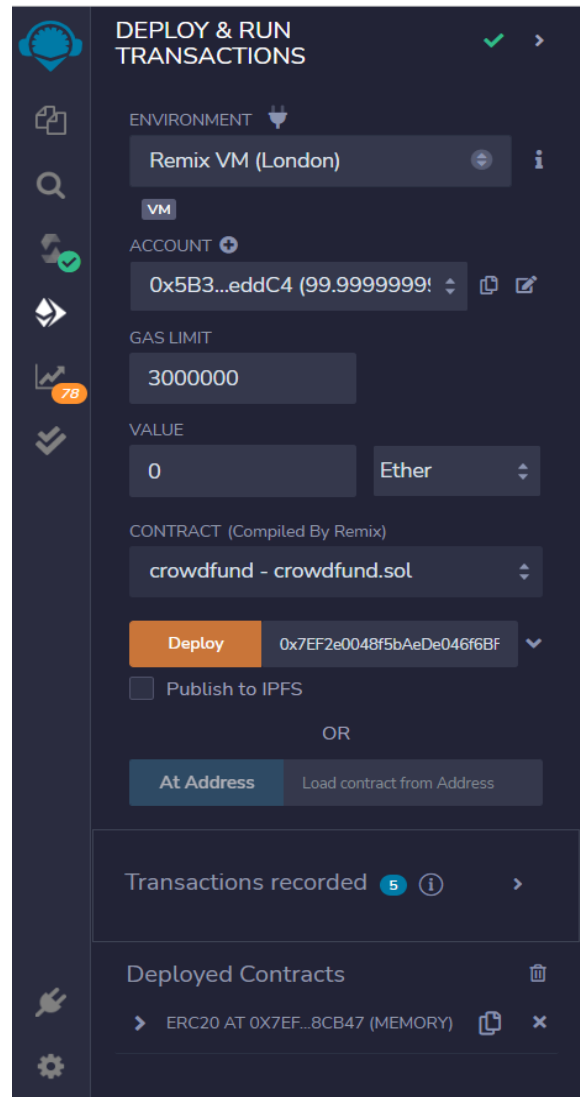 DEPLOY & RUN
TRANSACTIONS
ENVIRONMENT
Remix VM (London)
VM
ACCOUNT
0x5B3...eddC4 (99.99999999
GAS LIMIT
3000000
78
VALUE
0
Ether
CONTRACT (Compiled By Remix)
crowdfund - crowdfund.sol
Deploy
0x7EF2e0048f5bAeDe046f6BF
Publish to IPFS
OR
At Address
Load contract from Address
Transactions recorded 5 i
Deployed Contracts
ERC20 AT 0X7EF...8CB47 (MEMORY)